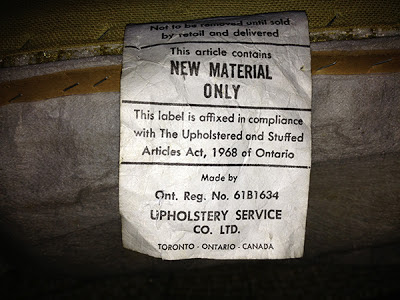 Not to be removed until sold
by retail and delivered
This article contains
NEW MATERIAL
ONLY
This label is affixed in compliance
with The Upholstered and Stuffed
Articles Act, 1968 of Ontario
Made by
Ont. Reg. No. 61B1634
UPHOLSTERY SERVICE
CO. LTD.
TORONTO - ONTARIO - CANADA